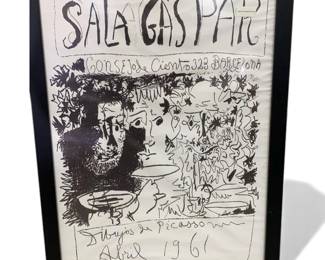 SALA GASPAR
CONSEJO de Ciento 323 BARCELONA
Dibujos de Picasso
Abril 1961